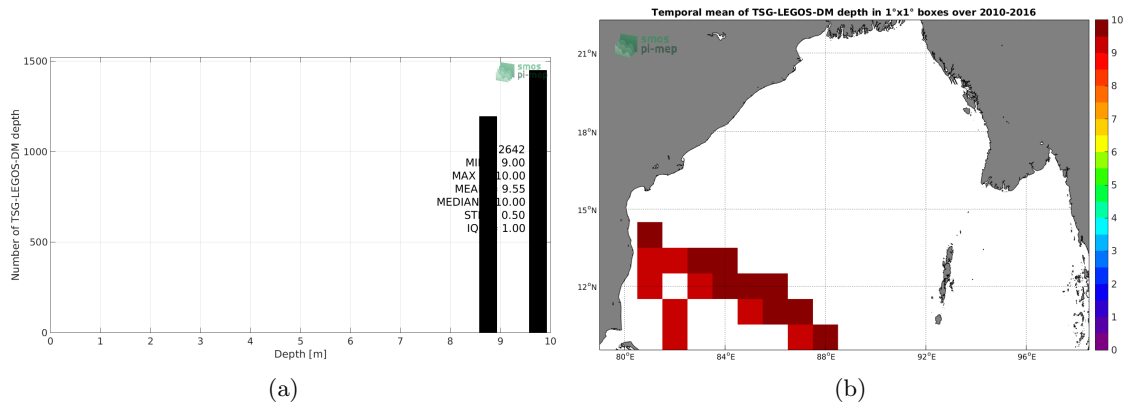 Temporal mean of TSG-LEGOS-DM depth in 1°x1° boxes over 2010-2016
smos
pi-mep
1500
1000
500
0
Number of TSG-LEGOS-DM depth
2642
9.00
MAX 10.00
9.55
MEDIAN 10.00
0.50
1.00
0 1 2 3 4 5 6 7 8 9 10
Depth [m]
(a)
smos
pi-mep
21°N
18°N
15°N
12°N
80°E 84°E 88°E 92°E 96°E
10
9
8
7
6
5
4
3
2
1
0
(b)